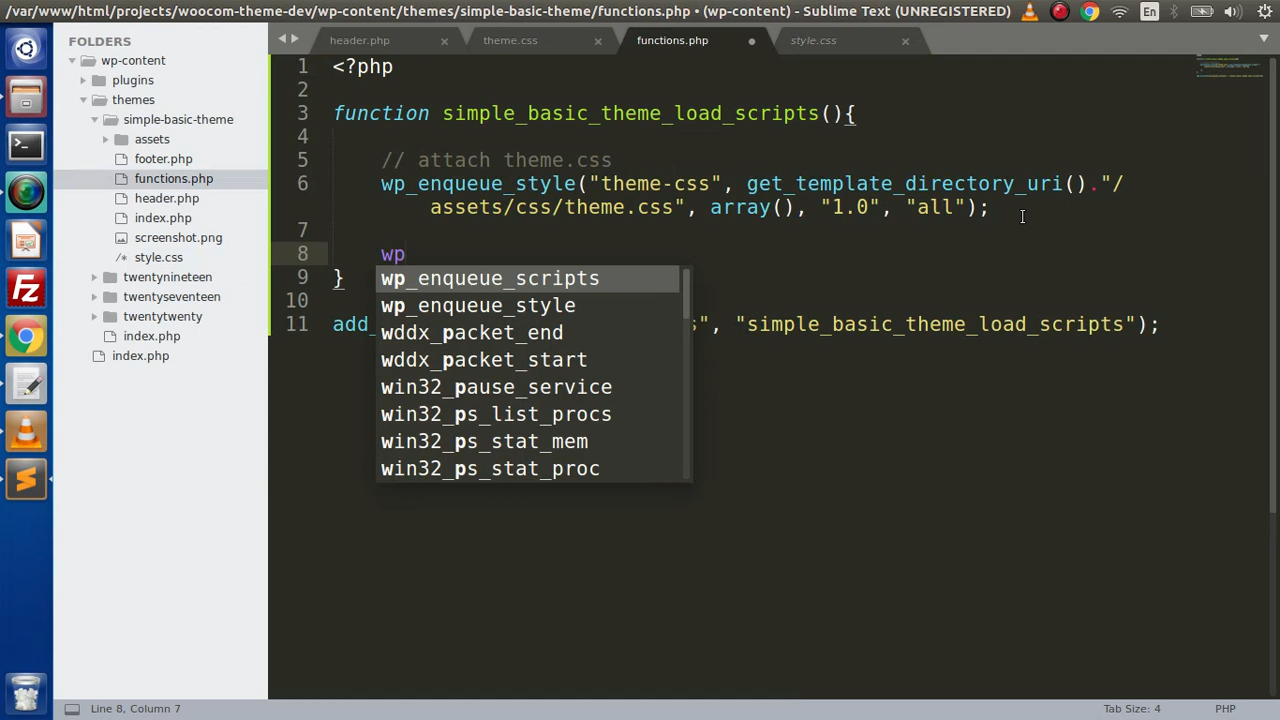 /var/www/html/projects/woocom-theme-dev/wp-content/themes/simple-basic-theme/functions.php • (wp-content) - Sublime Text (UNREGISTERED)
En
FOLDERS
wp-content
plugins
themes
simple-basic-theme
assets
footer.php
functions.php
header.php
index.php
screenshot.png
/* style.css
twentynineteen
twentyseventeen
twentytwenty
index.php
index.php
header.php
theme.css
functions.php
style.css
1 <?php
2
3 function simple_basic_theme_load_scripts(){
4
5 // attach theme.css
6 wp_enqueue_style("theme-css", get_template_directory_uri()."/
assets/css/theme.css", array(), "1.0", "all");
7
8 wp
9 }
10
11 add_ s", "simple_basic_theme_load_scripts");
wp_enqueue_scripts
wp_enqueue_style
wddx_packet_end
wddx_packet_start
win32_pause_service
win32_ps_list_procs
win32_ps_stat_mem
win32_ps_stat_proc
Line 8, Column 7
Tab Size: 4
PHP